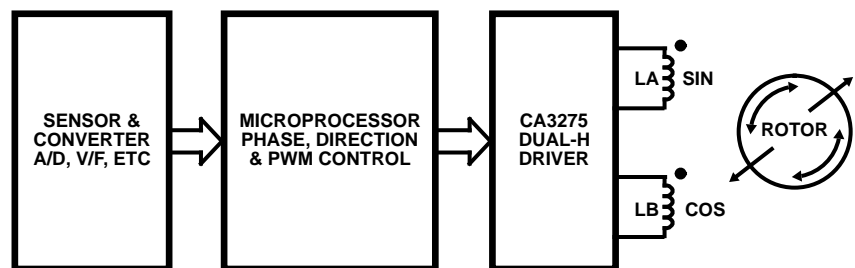 SENSOR &
CONVERTER
A/D, V/F, ETC
MICROPROCESSOR
PHASE, DIRECTION
& PWM CONTROL
CA3275
DUAL-H
DRIVER
LA SIN
LB COS
ROTOR